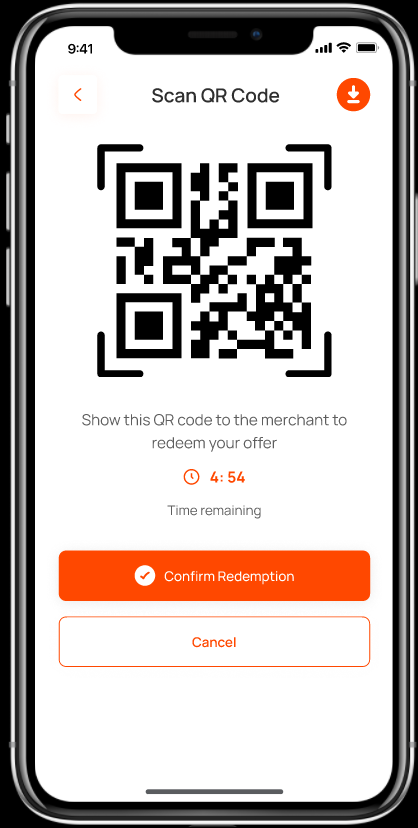 9:41
Scan QR Code
Show this QR code to the merchant to
redeem your offer
4: 54
Time remaining
Confirm Redemption
Cancel